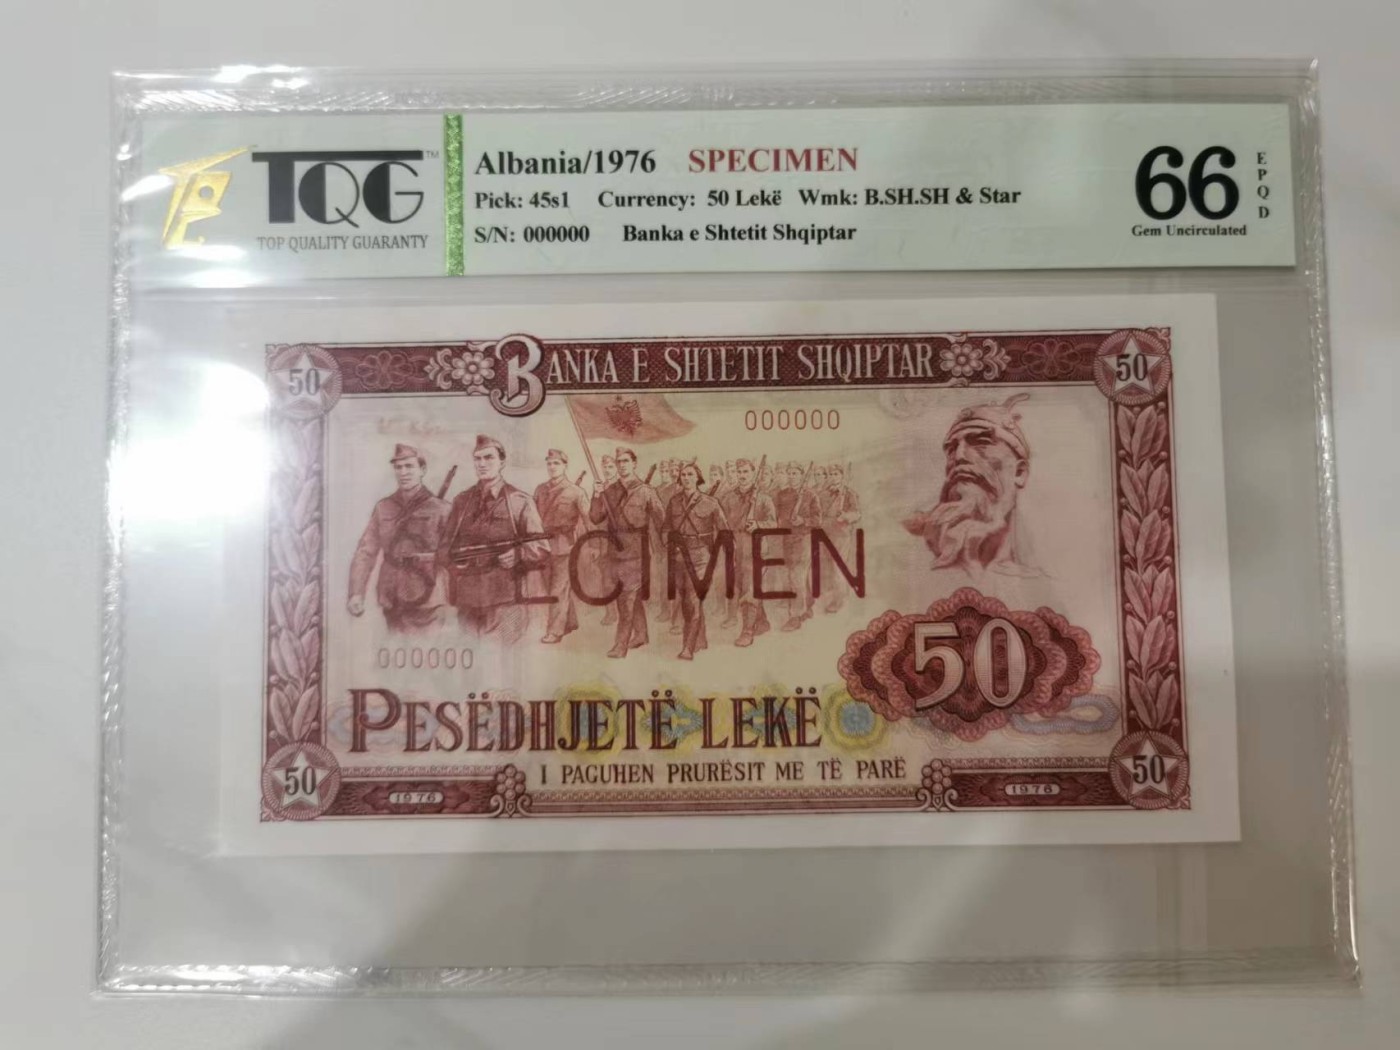 TQG™
TOP QUALITY GUARANTY
Albania/1976 SPECIMEN
Pick: 45s1 Currency: 50 Lekë Wmk: B.SH.SH & Star
S/N: 000000 Banka e Shtetit Shqiptar
66
EPQD
Gem Uncirculated
50 BANKA E SHTETIT SHQIPTAR 50
000000
SPECIMEN
000000
50
PESËDHJETË LEKË
I PAGUHEN PRURËSIT ME TË PARË
50 1976 1976 50